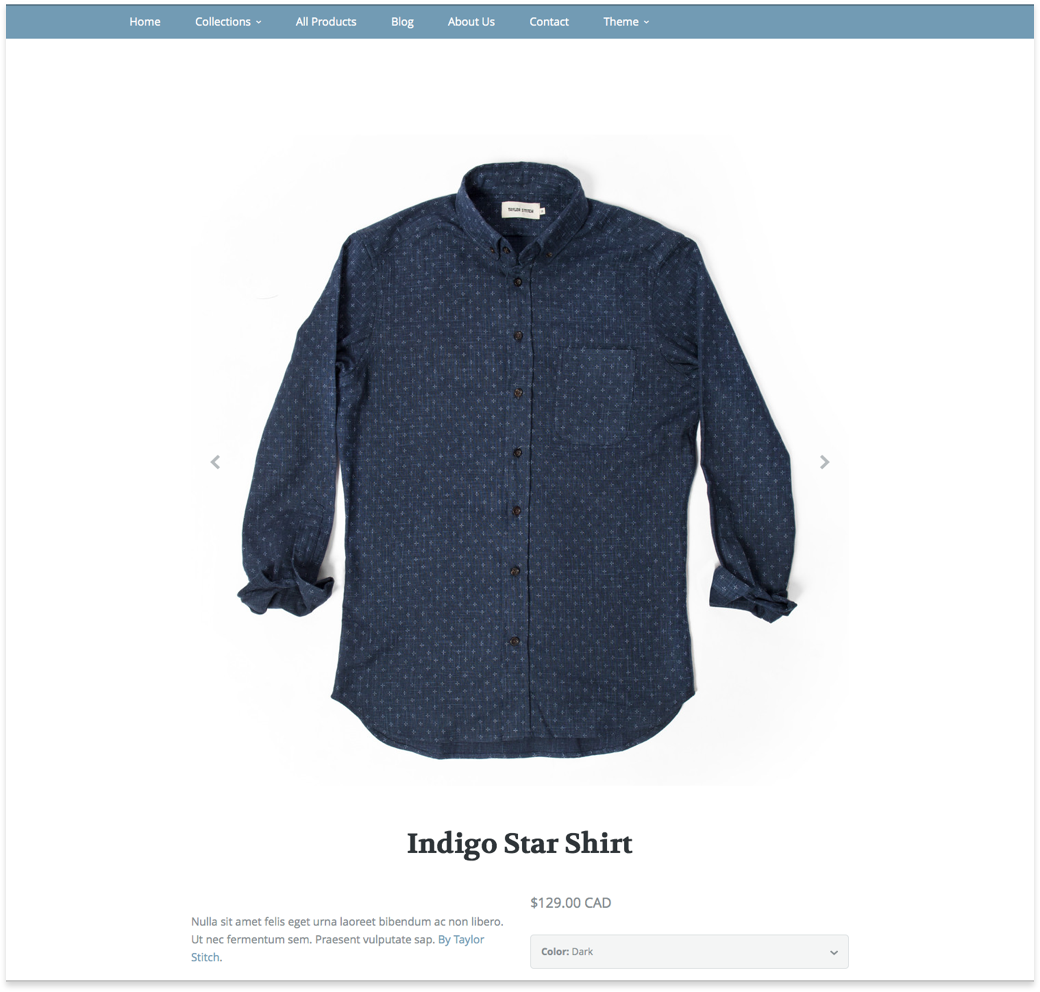 Home Collections All Products Blog About Us Contact Theme
TAYLOR STITCH
Indigo Star Shirt
$129.00 CAD
Nulla sit amet felis eget urna laoreet bibendum ac non libero.
Ut nec fermentum sem. Praesent vulputate sap. By Taylor
Stitch.
Color: Dark